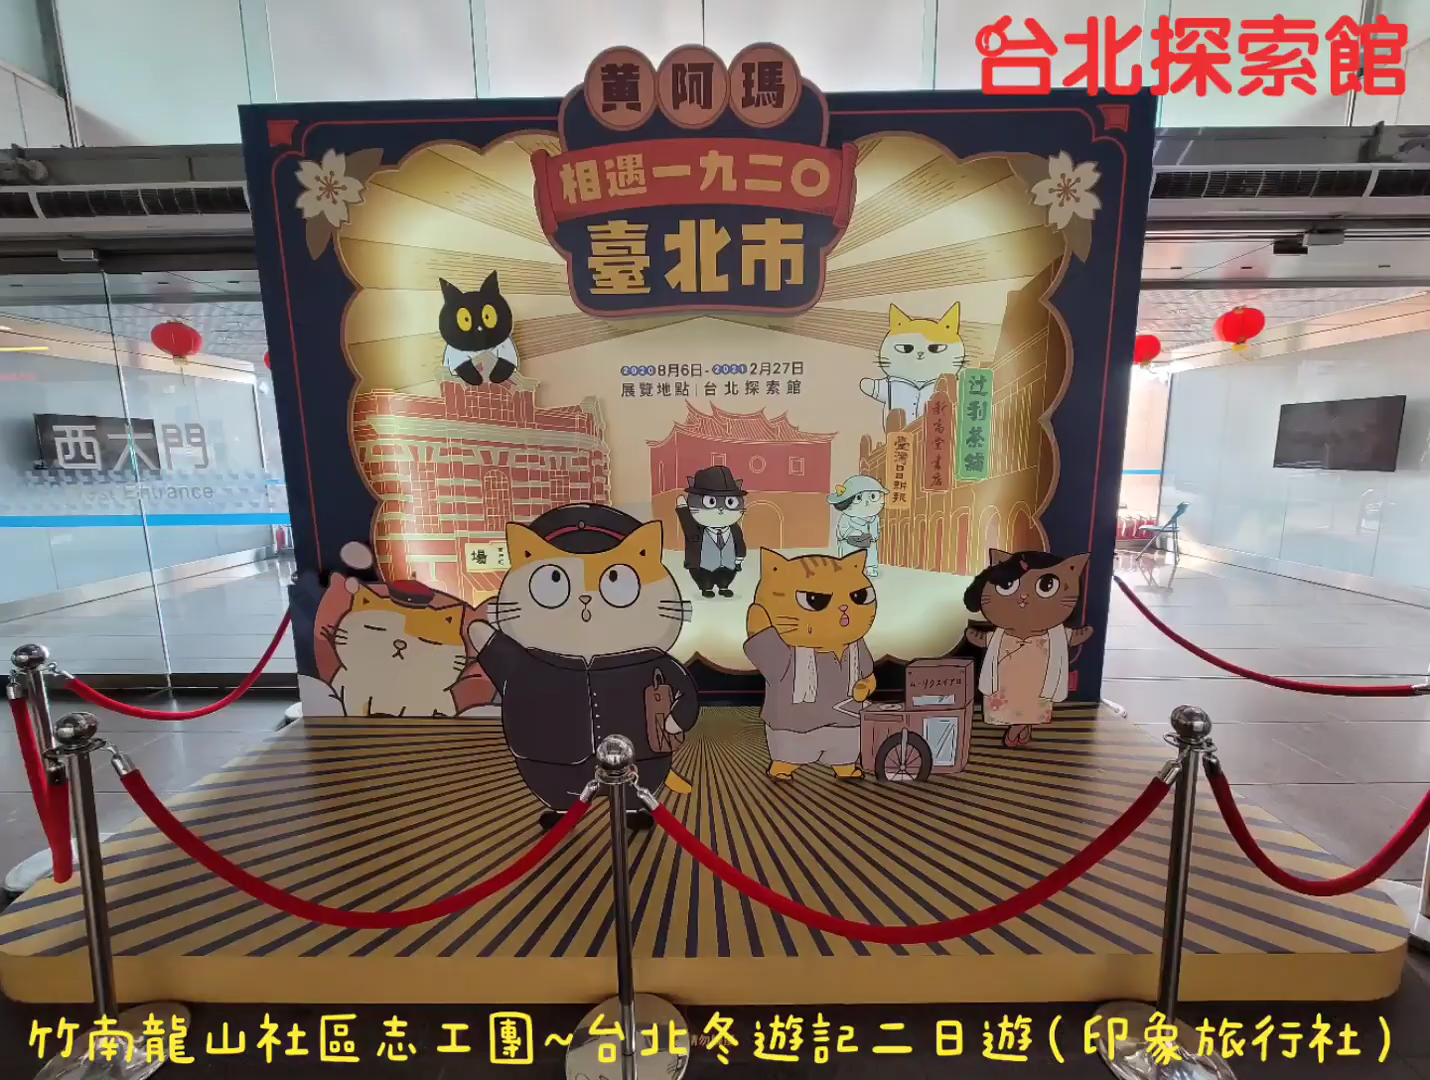 台北探索館
黃阿瑪
相遇一九二〇
臺北市
2020 8月6日-2021 2月27日
展覽地點|台北探索館
辻利茶舖
新高堂書店
臺灣日日新報
西大門
West Entrance
場
竹南龍山社區志工團~台北冬遊記二日遊(印象旅行社)